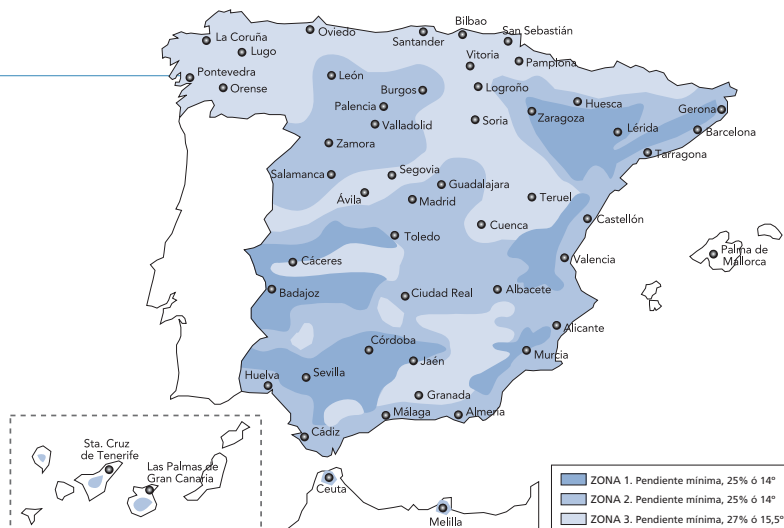 Bilbao
La Coruña
Oviedo
Santander
San Sebastián
Lugo
Vitoria
Pamplona
Pontevedra
León
Orense
Burgos
Logroño
Huesca
Gerona
Palencia
Zaragoza
Soria
Valladolid
Lérida
Barcelona
Zamora
Tarragona
Salamanca
Segovia
Guadalajara
Ávila
Madrid
Teruel
Cuenca
Castellón
Toledo
Palma de
Mallorca
Cáceres
Valencia
Badajoz
Ciudad Real
Albacete
Alicante
Córdoba
Murcia
Jaén
Huelva
Sevilla
Granada
Málaga
Almeria
Cádiz
Sta. Cruz
de Tenerife
Las Palmas de
Gran Canaria
Ceuta
Melilla
ZONA 1. Pendiente mínima, 25% ó 14º
ZONA 2. Pendiente mínima, 25% ó 14º
ZONA 3. Pendiente mínima, 27% ó 15,5º